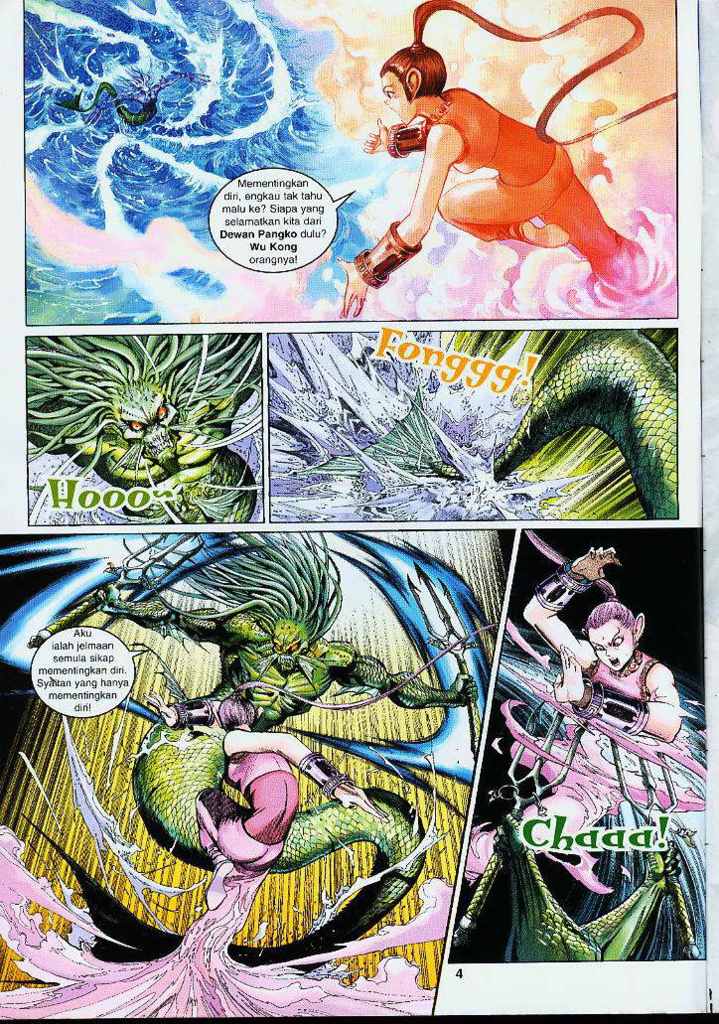 Mementingkan
diri, engkau tak tahu
malu ke? Siapa yang
selamatkan kita dari
Dewan Pangko dulu?
Wu Kong
orangnya!
Fonggg!
Hooo~
Aku
ialah jelmaan
semula sikap
mementingkan diri.
Syaitan yang hanya
mementingkan
diri!
Chaaa!
4